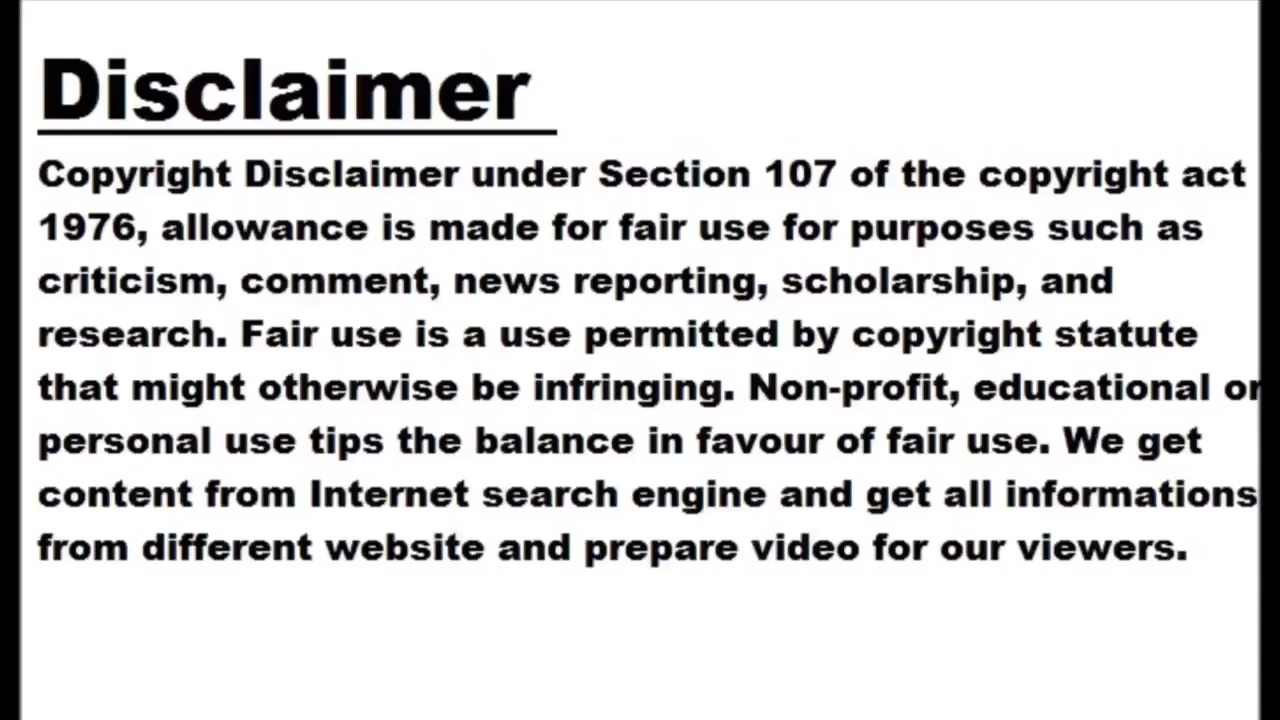 Disclaimer
Copyright Disclaimer under Section 107 of the copyright act
1976, allowance is made for fair use for purposes such as
criticism, comment, news reporting, scholarship, and
research. Fair use is a use permitted by copyright statute
that might otherwise be infringing. Non-profit, educational or
personal use tips the balance in favour of fair use. We get
content from Internet search engine and get all informations
from different website and prepare video for our viewers.